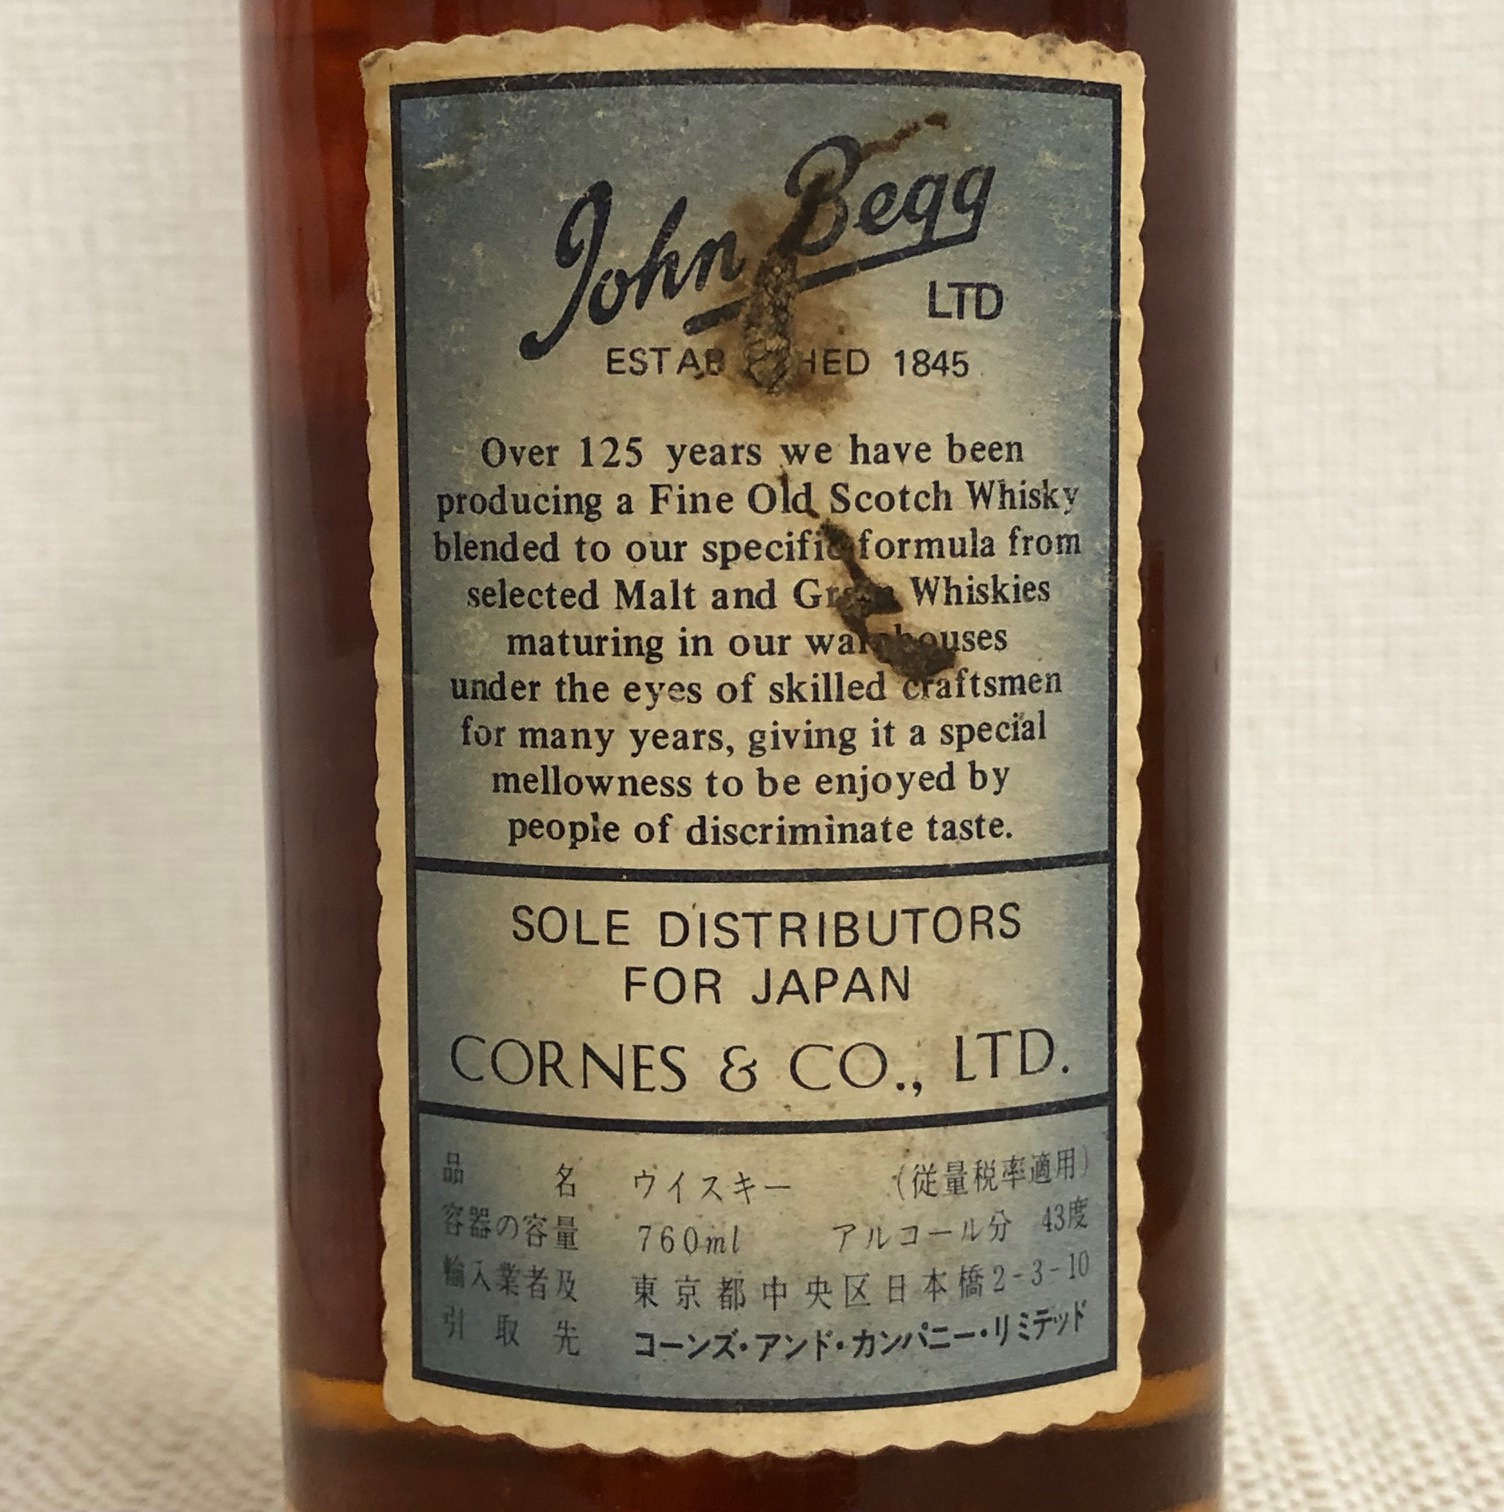 John Begg
LTD
ESTABLISHED 1845
Over 125 years we have been
producing a Fine Old Scotch Whisky
blended to our specific formula from
selected Malt and Grain Whiskies
maturing in our warehouses
under the eyes of skilled craftsmen
for many years, giving it a special
mellowness to be enjoyed by
people of discriminate taste.
SOLE DISTRIBUTORS
FOR JAPAN
CORNES & CO., LTD.
品名 ウイスキー (従量税率適用)
容器の容量 760ml アルコール分 43度
輸入業者及 東京都中央区日本橋2-3-10
引取先 コーンズ・アンド・カンパニー・リミテッド